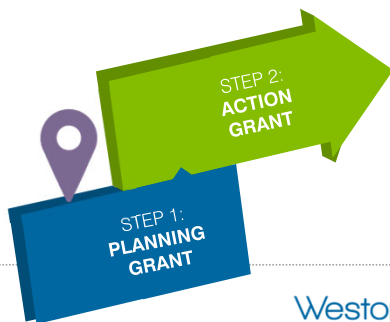 STEP 2:
ACTION
GRANT
STEP 1:
PLANNING
GRANT
Westo